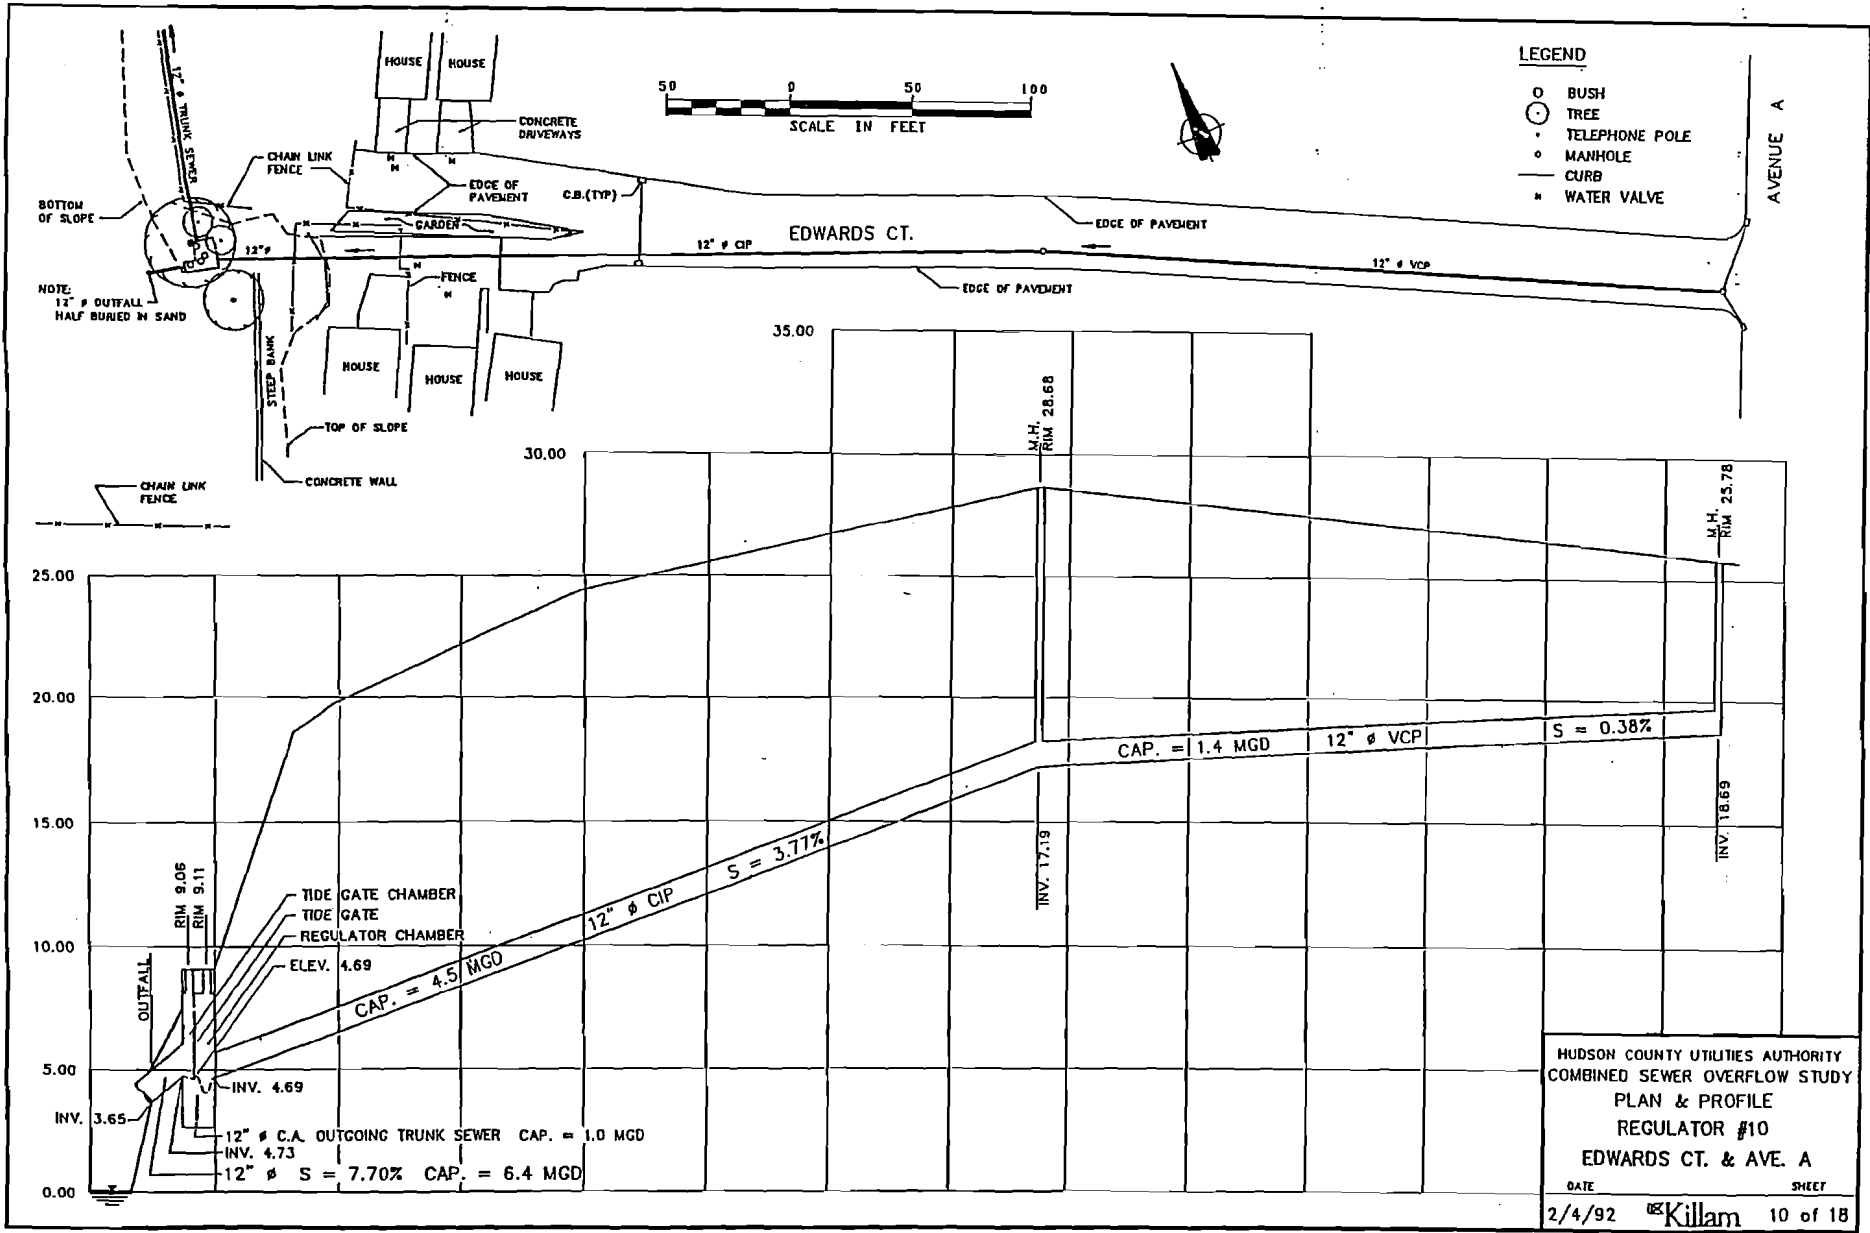 HOUSE
HOUSE
CONCRETE
DRIVEWAYS
50 0 50 100
SCALE IN FEET
LEGEND
BUSH
TREE
TELEPHONE POLE
MANHOLE
CURB
WATER VALVE
AVENUE A
TRUNK SEWER
CHAIN LINK
FENCE
BOTTOM
OF SLOPE
EDGE OF
PAVEMENT
C.B.(TYP)
GARDEN
EDGE OF PAVEMENT
EDWARDS CT.
12" ø
12" ø CIP
12" ø VCP
FENCE
EDGE OF PAVEMENT
NOTE:
12" ø OUTFALL
HALF BURIED IN SAND
STEEP BANK
HOUSE
HOUSE
HOUSE
TOP OF SLOPE
CONCRETE WALL
CHAIN LINK
FENCE
35.00
30.00
25.00
20.00
15.00
10.00
5.00
0.00
M.H.
RIM 28.68
M.H.
RIM 25.78
CAP. = 1.4 MGD
12" ø VCP
S = 0.38%
INV. 17.19
INV. 18.69
S = 3.77%
12" ø CIP
CAP. = 4.5 MGD
RIM 9.06
RIM 9.11
TIDE GATE CHAMBER
TIDE GATE
REGULATOR CHAMBER
ELEV. 4.69
OUTFALL
INV. 4.69
INV. 3.65
12" ø C.A. OUTGOING TRUNK SEWER CAP. = 1.0 MGD
INV. 4.73
12" ø S = 7.70% CAP. = 6.4 MGD
HUDSON COUNTY UTILITIES AUTHORITY
COMBINED SEWER OVERFLOW STUDY
PLAN & PROFILE
REGULATOR #10
EDWARDS CT. & AVE. A
DATE SHEET
2/4/92 Killam 10 of 18